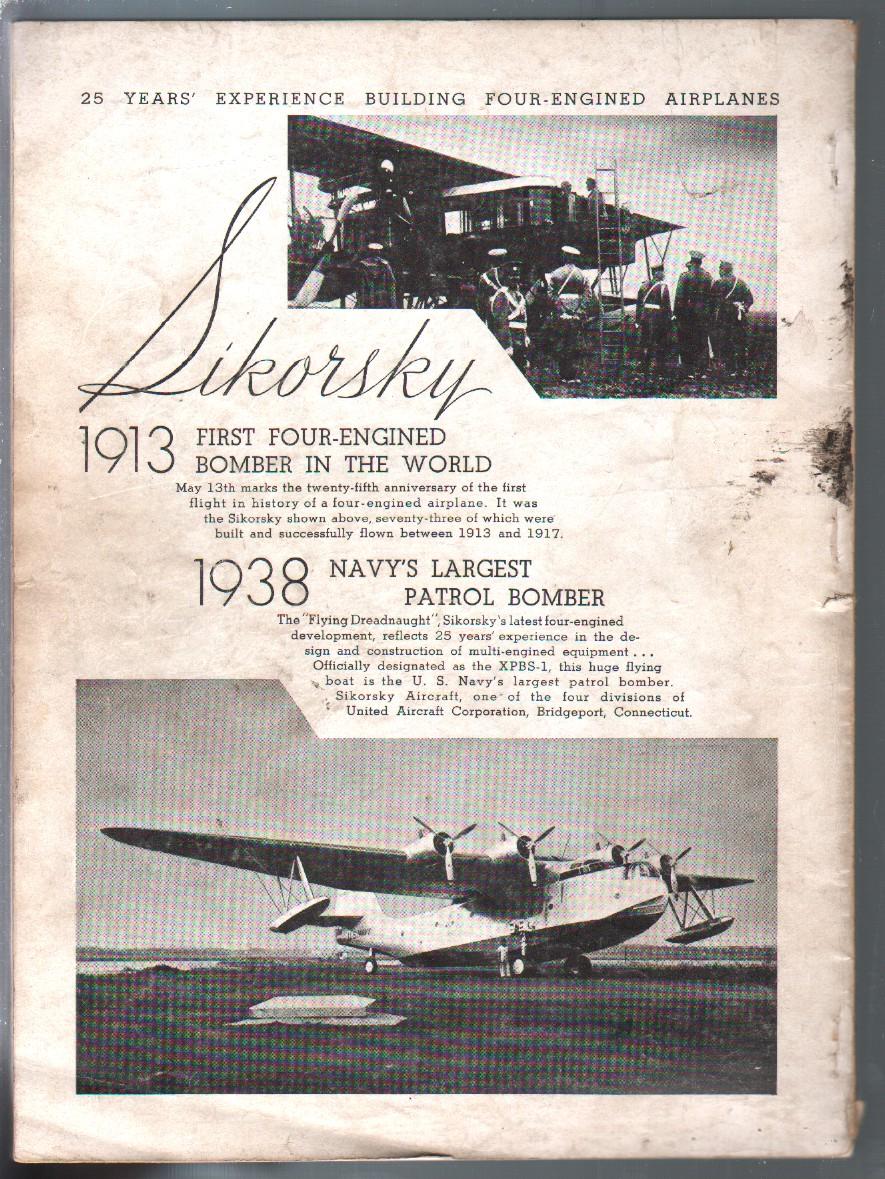 25 YEARS' EXPERIENCE BUILDING FOUR-ENGINED AIRPLANES
Sikorsky
1913 FIRST FOUR-ENGINED
BOMBER IN THE WORLD
May 13th marks the twenty-fifth anniversary of the first
flight in history of a four-engined airplane. It was
the Sikorsky shown above, seventy-three of which were
built and successfully flown between 1913 and 1917.
1938 NAVY'S LARGEST
PATROL BOMBER
The "Flying Dreadnaught", Sikorsky's latest four-engined
development, reflects 25 years' experience in the de-
sign and construction of multi-engined equipment . . .
Officially designated as the XPBS-1, this huge flying
boat is the U. S. Navy's largest patrol bomber.
Sikorsky Aircraft, one of the four divisions of
United Aircraft Corporation, Bridgeport, Connecticut.